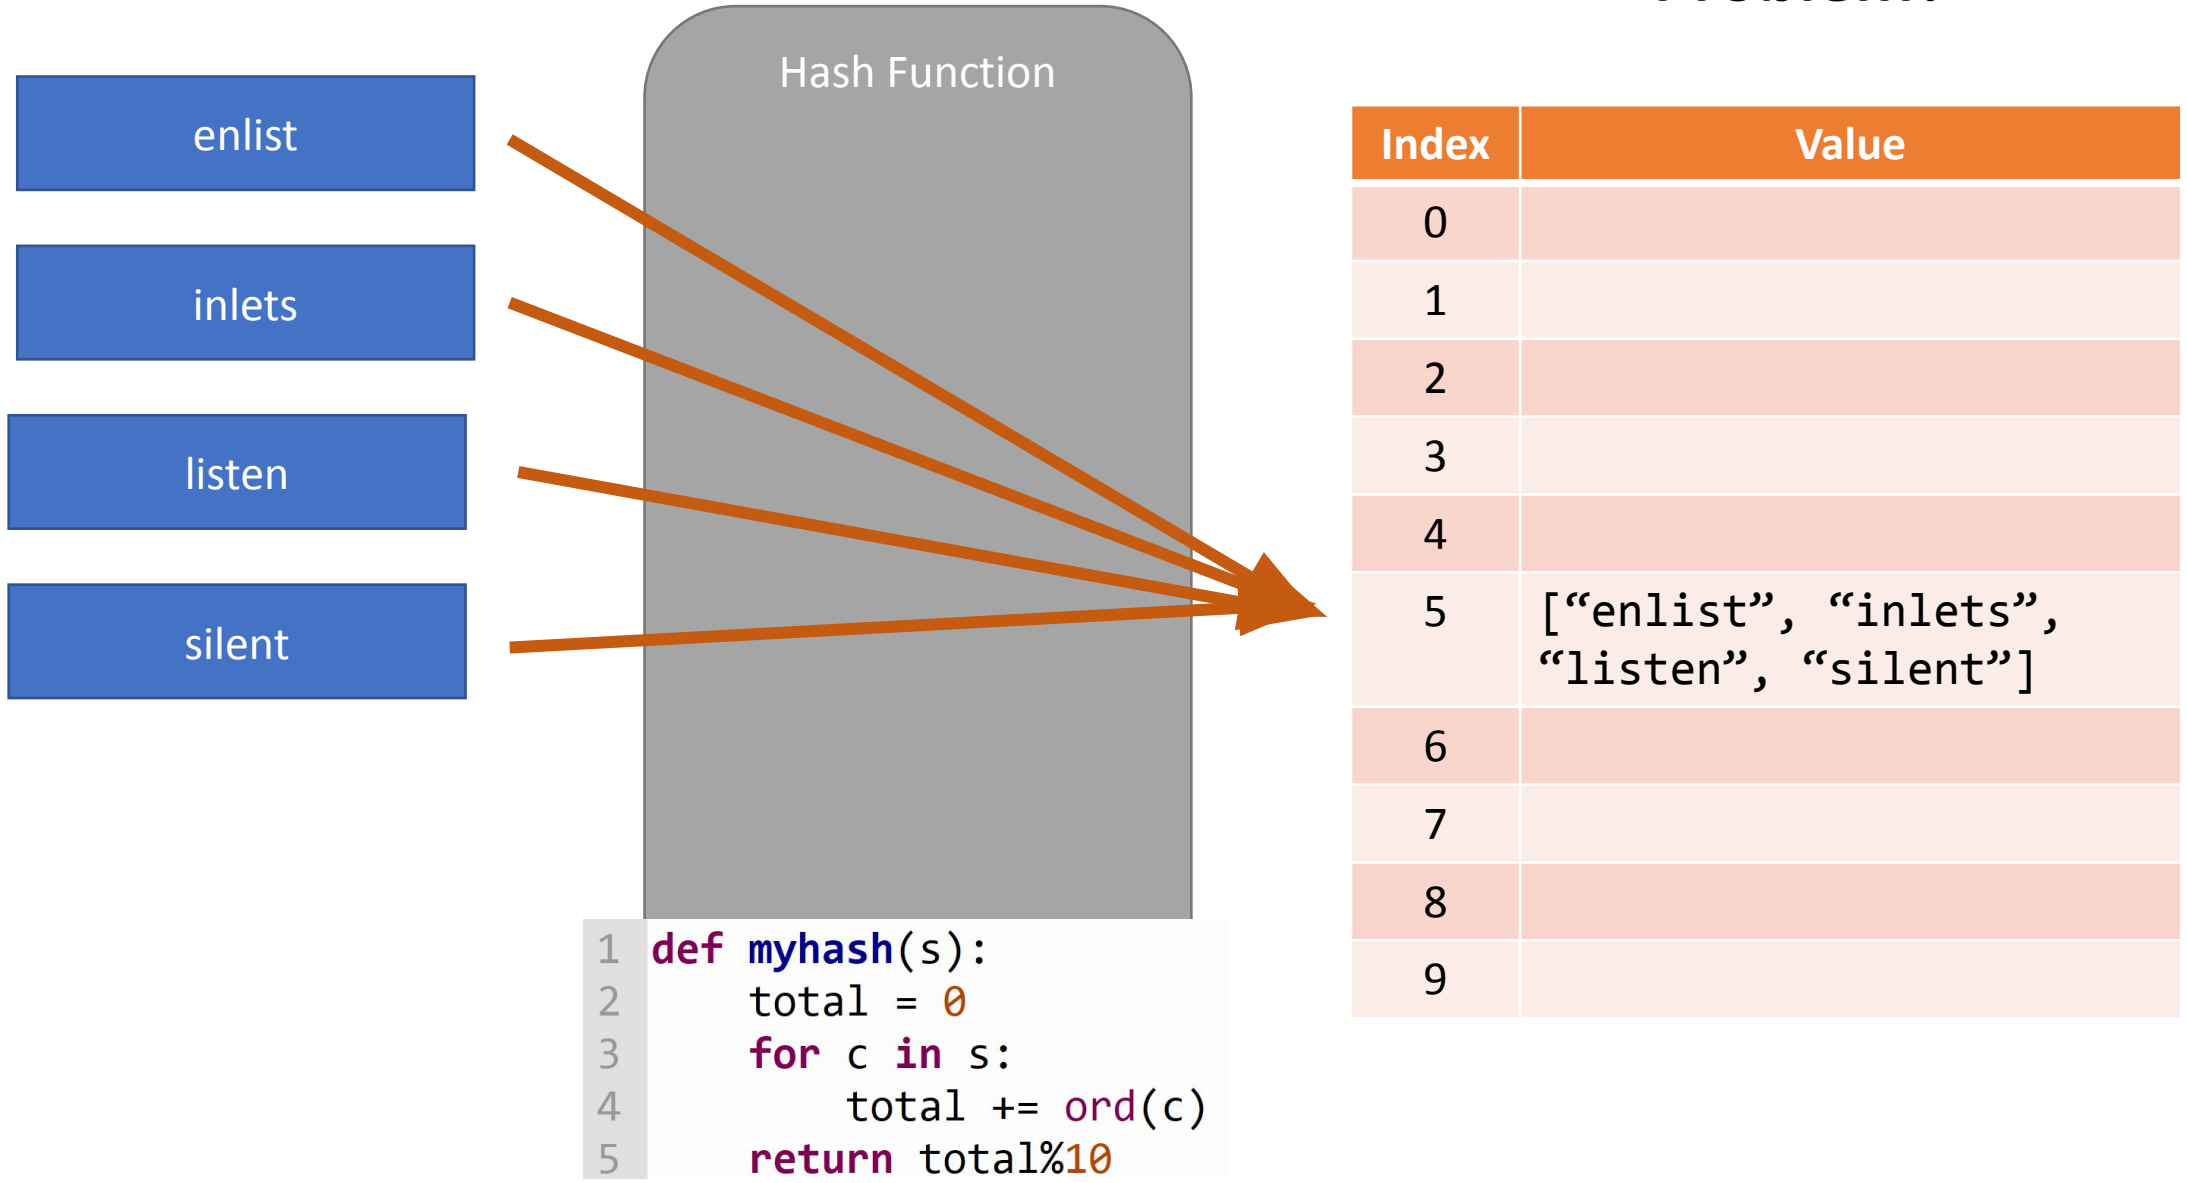 Hash Function
enlist
inlets
listen
silent
Index Value
0
1
2
3
4
5 [“enlist”, “inlets”,
“listen”, “silent”]
6
7
8
9
1 def myhash(s):
2 total = 0
3 for c in s:
4 total += ord(c)
5 return total%10